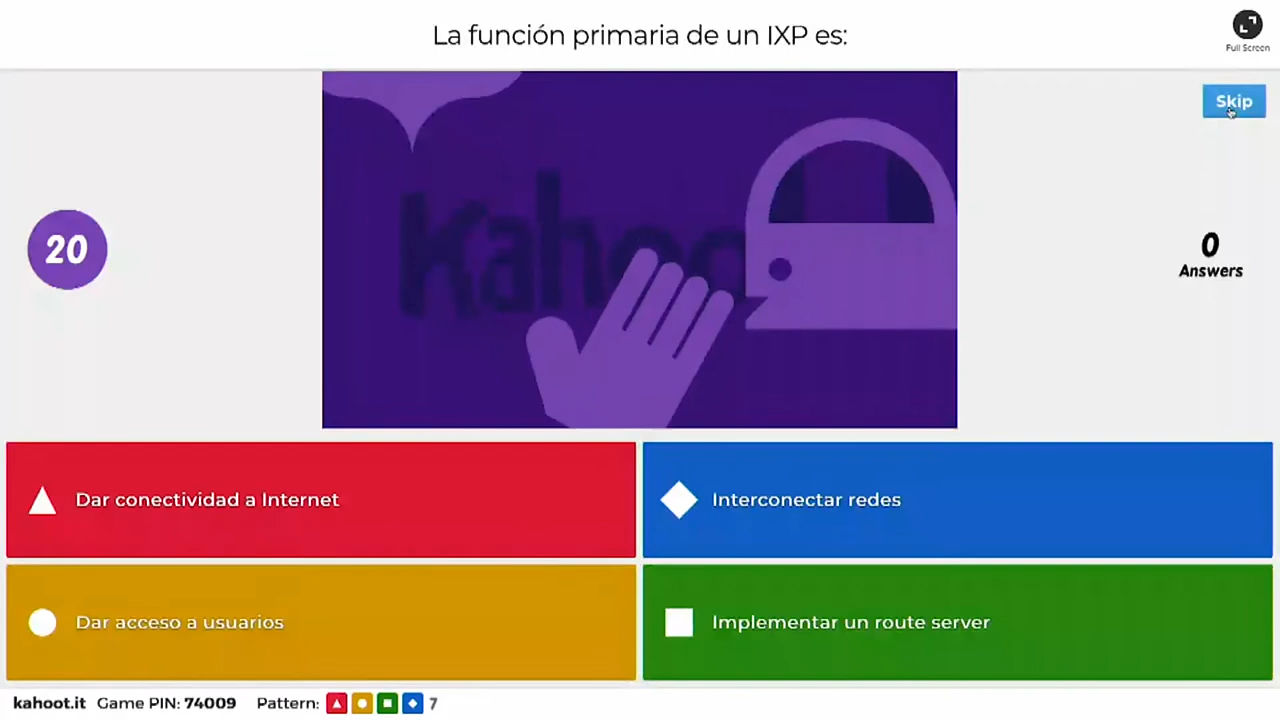 La función primaria de un IXP es:
Full Screen
Skip
Kahoo
20
0
Answers
Dar conectividad a Internet
Interconectar redes
Dar acceso a usuarios
Implementar un route server
kahoot.it Game PIN: 74009 Pattern: 7